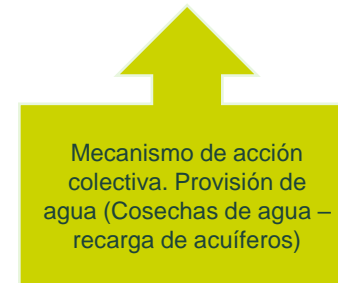 Mecanismo de acción
colectiva. Provisión de
agua (Cosechas de agua –
recarga de acuíferos)